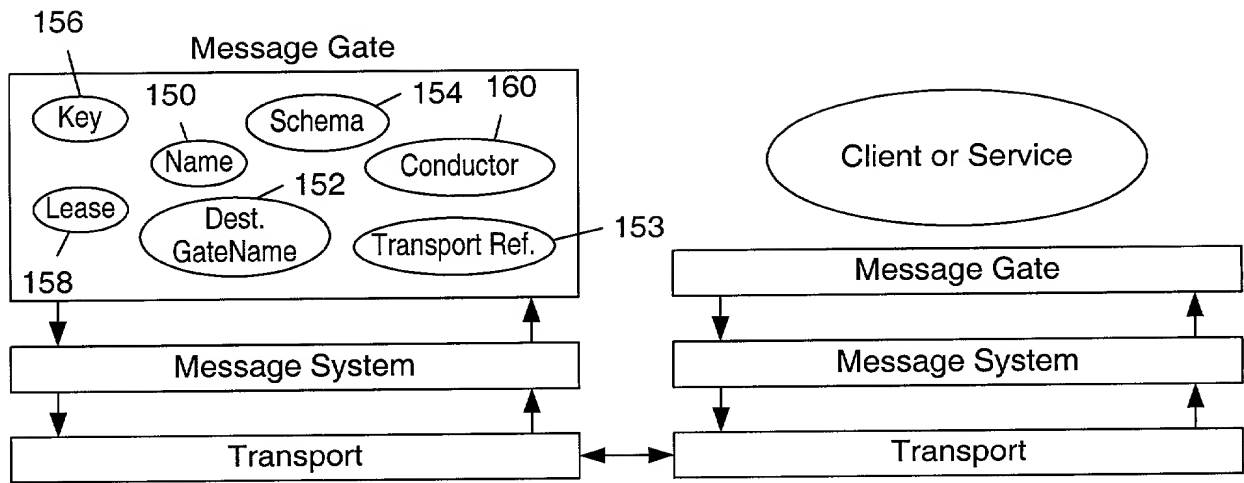 156
Message Gate
150
154
160
Key
Schema
Name
Conductor
Client or Service
152
Lease
Dest.
GateName
Transport Ref.
153
158
Message Gate
Message System
Message System
Transport
Transport